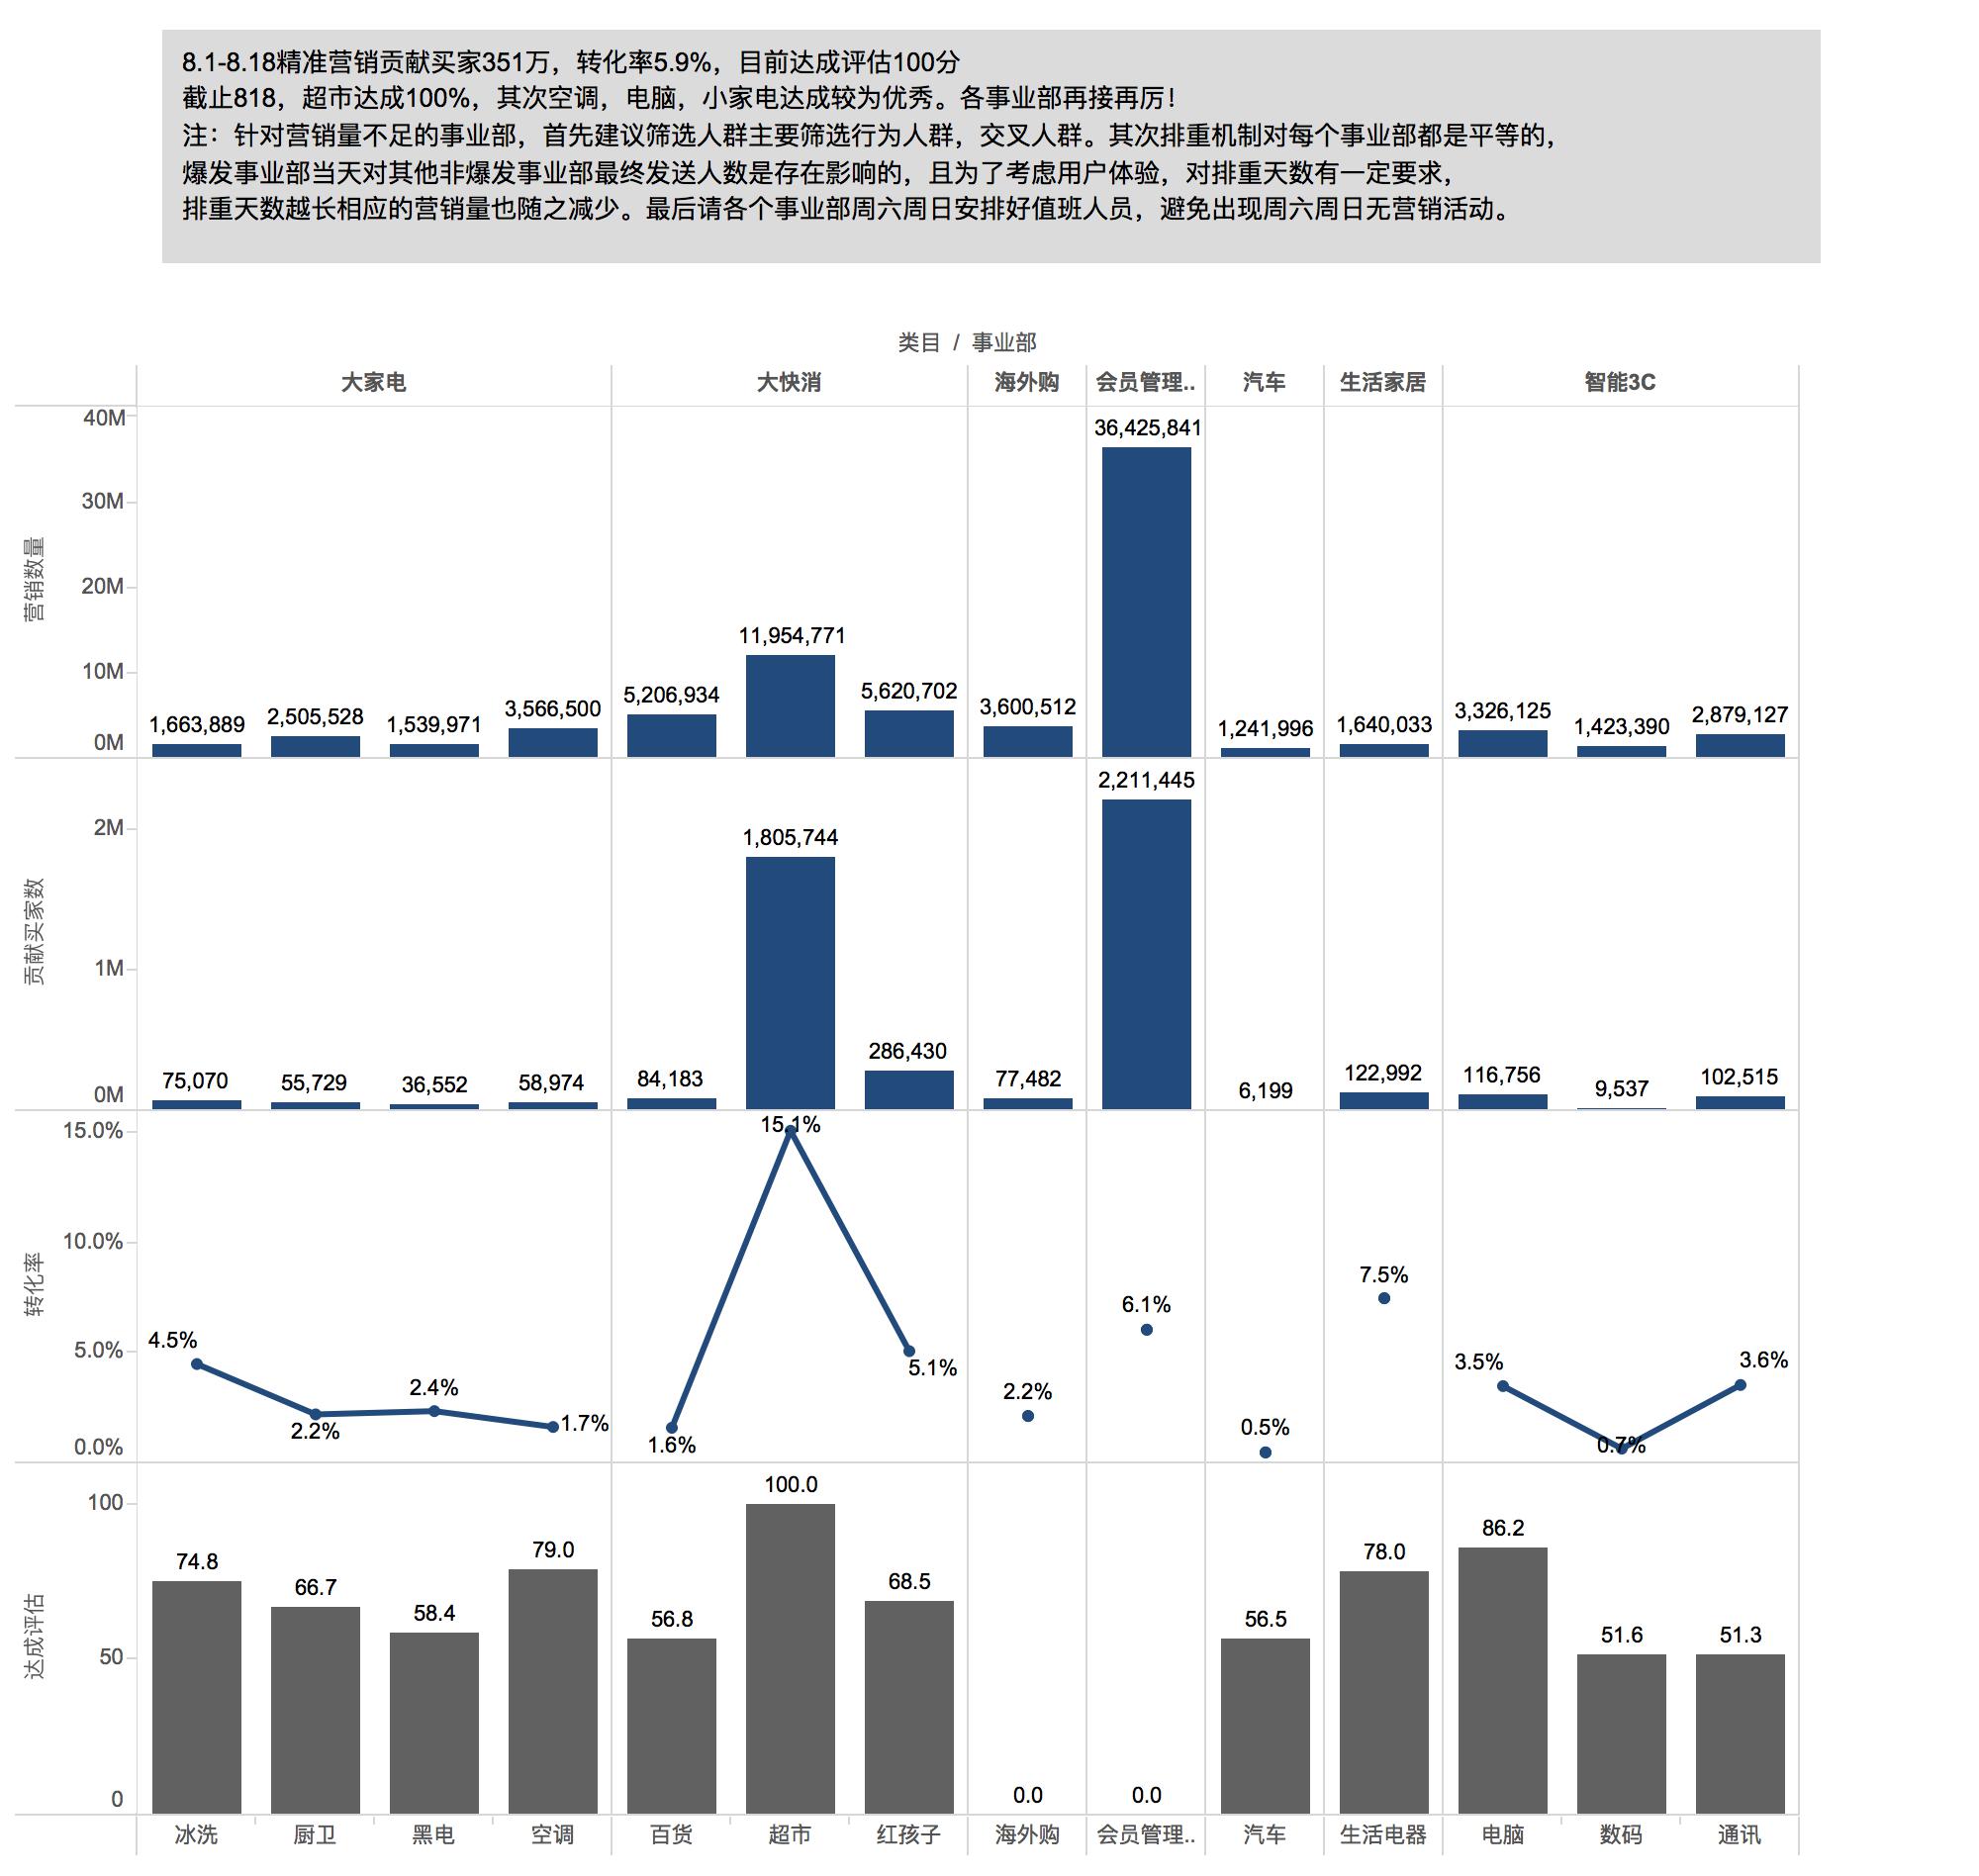 8.1-8.18精准营销贡献买家351万，转化率5.9%，目前达成评估100分
截止818，超市达成100%，其次空调，电脑，小家电达成较为优秀。各事业部再接再厉！
注：针对营销量不足的事业部，首先建议筛选人群主要筛选行为人群，交叉人群。其次排重机制对每个事业部都是平等的，
爆发事业部当天对其他非爆发事业部最终发送人数是存在影响的，且为了考虑用户体验，对排重天数有一定要求，
排重天数越长相应的营销量也随之减少。最后请各个事业部周六周日安排好值班人员，避免出现周六周日无营销活动。
类目 / 事业部
大家电 大快消 海外购 会员管理.. 汽车 生活家居 智能3C
营销数量
40M
30M
20M
10M
0M
1,663,889 2,505,528 1,539,971 3,566,500 5,206,934 11,954,771 5,620,702 3,600,512 36,425,841 1,241,996 1,640,033 3,326,125 1,423,390 2,879,127
贡献买家数
2M
1M
0M
75,070 55,729 36,552 58,974 84,183 1,805,744 286,430 77,482 2,211,445 6,199 122,992 116,756 9,537 102,515
转化率
15.0%
10.0%
5.0%
0.0%
4.5% 2.2% 2.4% 1.7% 1.6% 15.1% 5.1% 2.2% 6.1% 0.5% 7.5% 3.5% 0.7% 3.6%
达成评估
100
50
0
74.8 66.7 58.4 79.0 56.8 100.0 68.5 0.0 0.0 56.5 78.0 86.2 51.6 51.3
冰洗 厨卫 黑电 空调 百货 超市 红孩子 海外购 会员管理.. 汽车 生活电器 电脑 数码 通讯